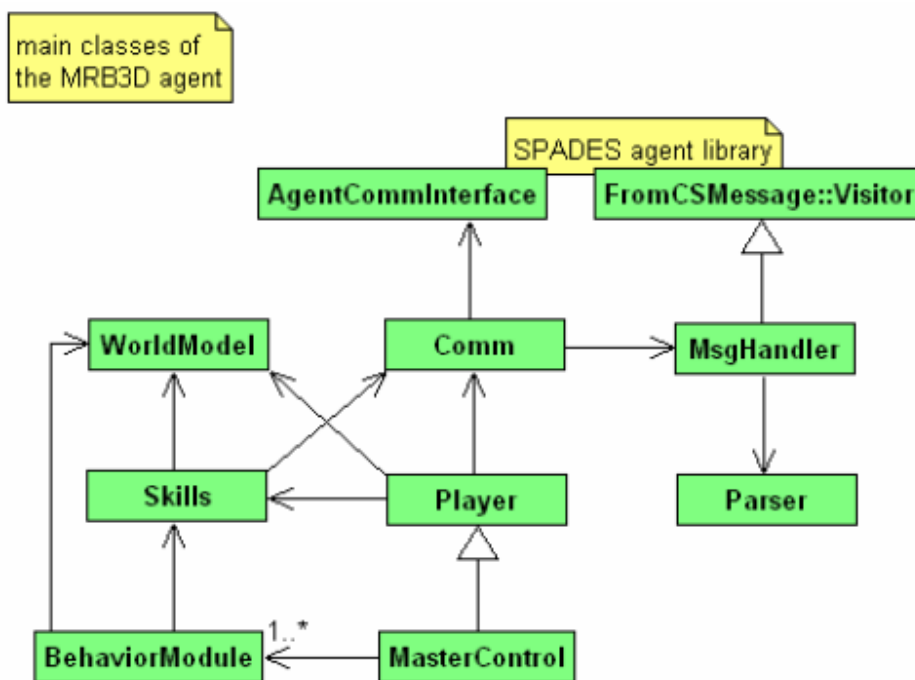 main classes of
the MRB3D agent
SPADES agent library
AgentCommInterface
FromCSMessage::Visitor
WorldModel
Comm
MsgHandler
Skills
Player
Parser
1..*
BehaviorModule
MasterControl